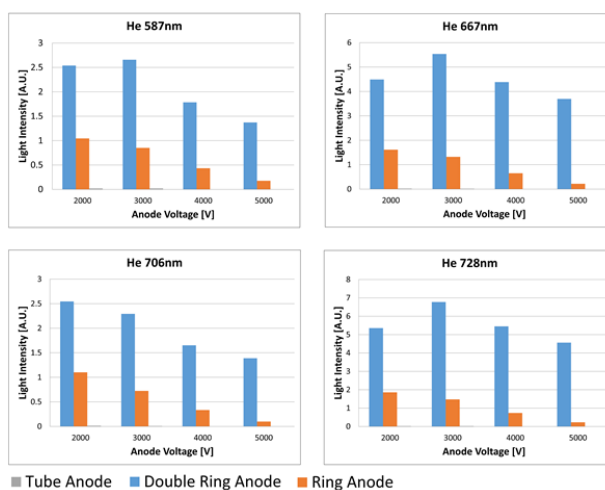 He 587nm
3
2.5
2
1.5
1
0.5
0
Light Intensity [A.U.]
2000 3000 4000 5000
Anode Voltage [V]
He 667nm
6
5
4
3
2
1
0
Light Intensity [A.U.]
2000 3000 4000 5000
Anode Voltage [V]
He 706nm
3
2.5
2
1.5
1
0.5
0
Light Intensity [A.U.]
2000 3000 4000 5000
Anode Voltage [V]
He 728nm
8
7
6
5
4
3
2
1
0
Light Intensity [A.U.]
2000 3000 4000 5000
Anode Voltage [V]
Tube Anode Double Ring Anode Ring Anode